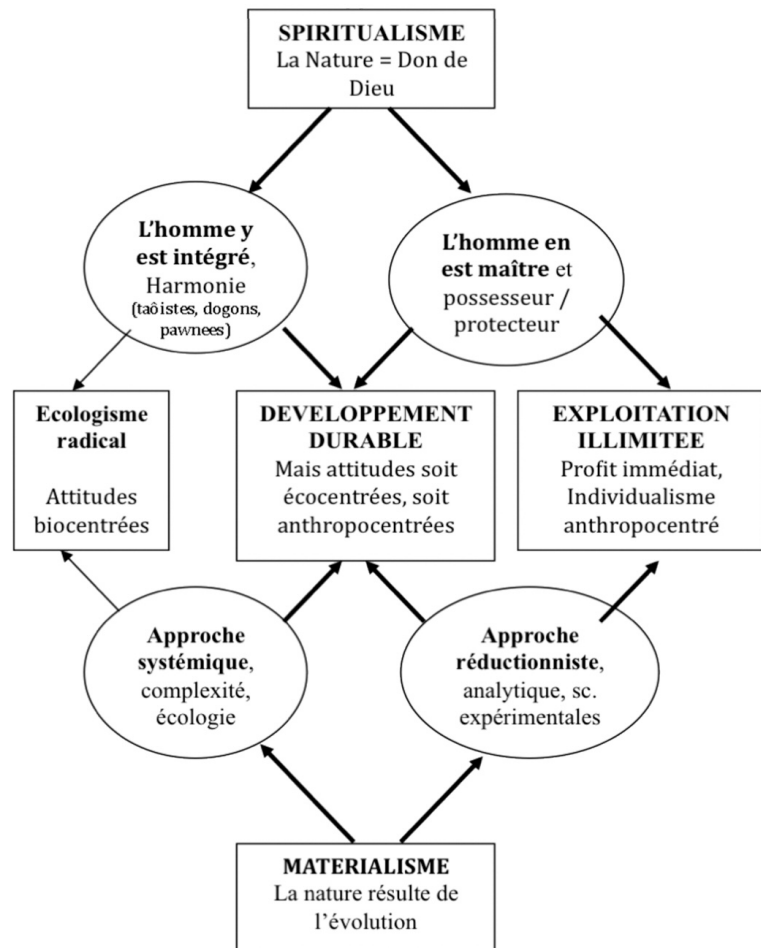 SPIRITUALISME
La Nature = Don de
Dieu
L’homme y
est intégré,
Harmonie
(taôistes, dogons,
pawnees)
L’homme en
est maître et
possesseur /
protecteur
Ecologisme
radical
Attitudes
biocentrées
DEVELOPPEMENT
DURABLE
Mais attitudes soit
écocentrées, soit
anthropocentrées
EXPLOITATION
ILLIMITEE
Profit immédiat,
Individualisme
anthropocentré
Approche
systémique,
complexité,
écologie
Approche
réductionniste,
analytique, sc.
expérimentales
MATERIALISME
La nature résulte de
l’évolution